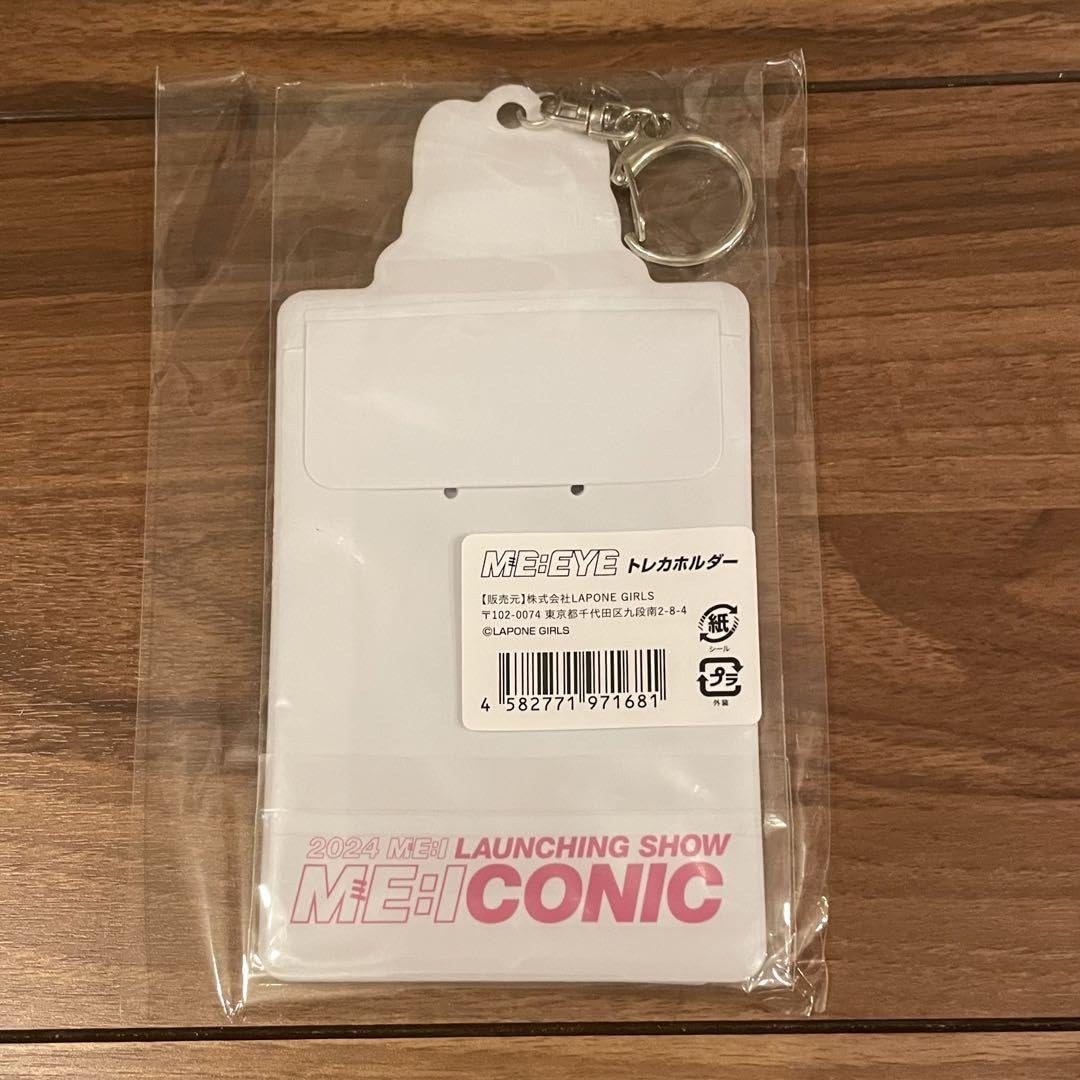 ME:EYE トレカホルダー
【販売元】株式会社LAPONE GIRLS
〒102-0074 東京都千代田区九段南2-8-4
©LAPONE GIRLS
紙
シール
プラ
外装
4 582771 971681
2024 ME:I LAUNCHING SHOW
ME:ICONIC